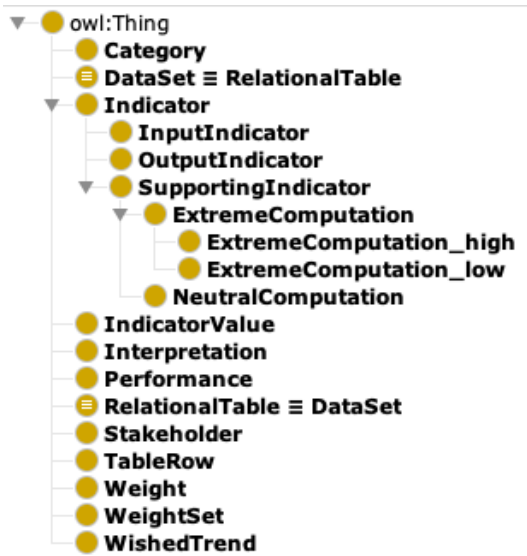 owl:Thing
Category
DataSet ≡ RelationalTable
Indicator
InputIndicator
OutputIndicator
SupportingIndicator
ExtremeComputation
ExtremeComputation_high
ExtremeComputation_low
NeutralComputation
IndicatorValue
Interpretation
Performance
RelationalTable ≡ DataSet
Stakeholder
TableRow
Weight
WeightSet
WishedTrend